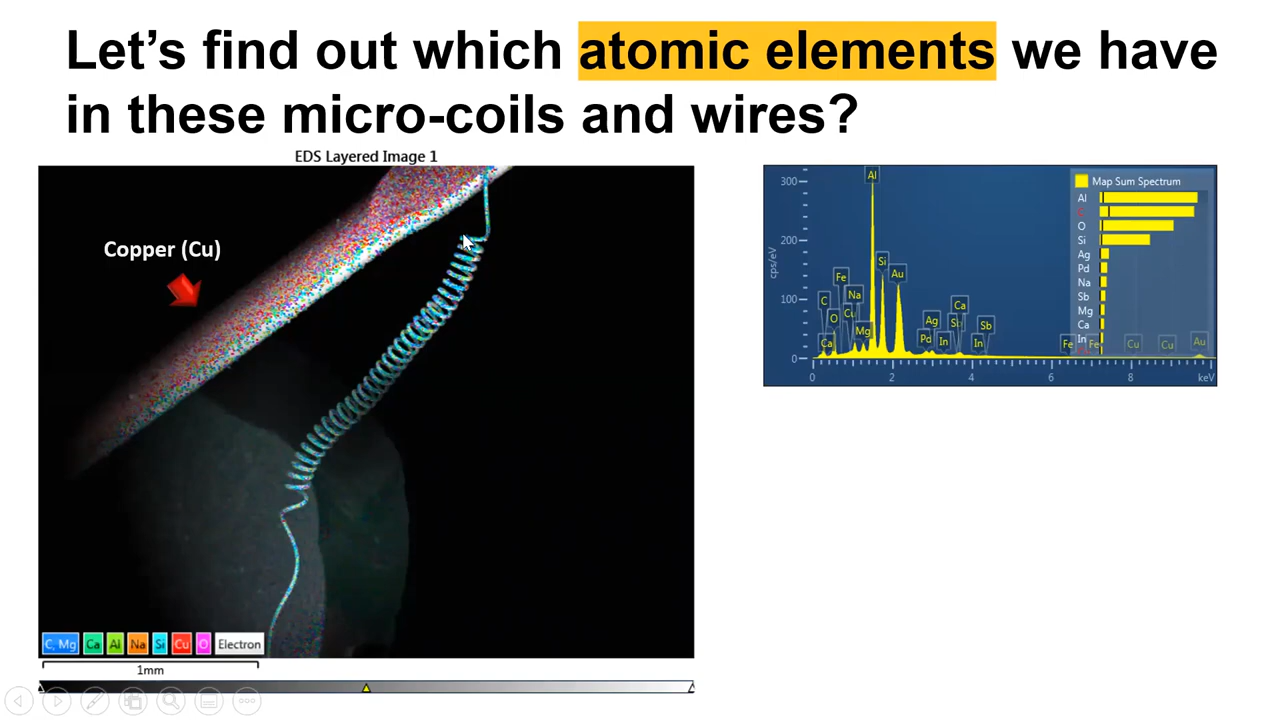 Let's find out which atomic elements we have
in these micro-coils and wires?
EDS Layered Image 1
Copper (Cu)
C, Mg Ca Al Na Si Cu O Electron
1mm
Map Sum Spectrum
Al
C
O
Si
Ag
Pd
Na
Sb
Mg
Ca
In
cps/eV
300
200
100
0
Al
Si
Au
Fe
C
Na
O
Cu
Mg
Ca
Ca
Ag
Sb
Sb
Pd
In
In
Fe
Fe
Cu
Cu
Au
0 2 4 6 8 keV